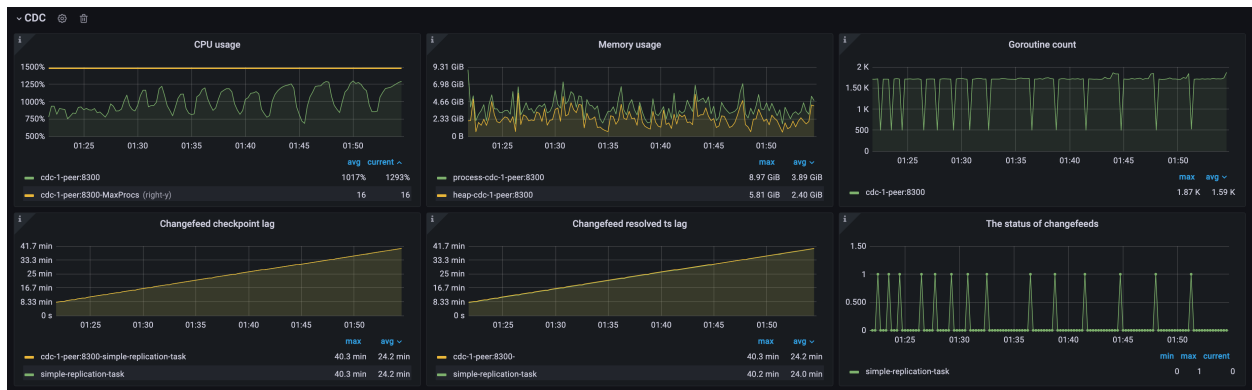 CDC
CPU usage
1500%
1250%
1000%
750%
500%
01:25 01:30 01:35 01:40 01:45 01:50
avg current
cdc-1-peer:8300 1017% 1293%
cdc-1-peer:8300-MaxProcs (right-y) 16 16
Memory usage
9.31 GiB
6.98 GiB
4.66 GiB
2.33 GiB
0 B
01:25 01:30 01:35 01:40 01:45 01:50
max avg
process-cdc-1-peer:8300 8.97 GiB 3.89 GiB
heap-cdc-1-peer:8300 5.81 GiB 2.40 GiB
Goroutine count
2 K
1.50 K
1 K
500
0
01:25 01:30 01:35 01:40 01:45 01:50
max avg
cdc-1-peer:8300 1.87 K 1.59 K
Changefeed checkpoint lag
41.7 min
33.3 min
25 min
16.7 min
8.33 min
0 s
01:25 01:30 01:35 01:40 01:45 01:50
max avg
cdc-1-peer:8300-simple-replication-task 40.3 min 24.2 min
simple-replication-task 40.3 min 24.2 min
Changefeed resolved ts lag
41.7 min
33.3 min
25 min
16.7 min
8.33 min
0 s
01:25 01:30 01:35 01:40 01:45 01:50
max avg
cdc-1-peer:8300- 40.3 min 24.2 min
simple-replication-task 40.2 min 24.0 min
The status of changefeeds
1.50
1
0.500
0
01:25 01:30 01:35 01:40 01:45 01:50
min max current
simple-replication-task 0 1 0